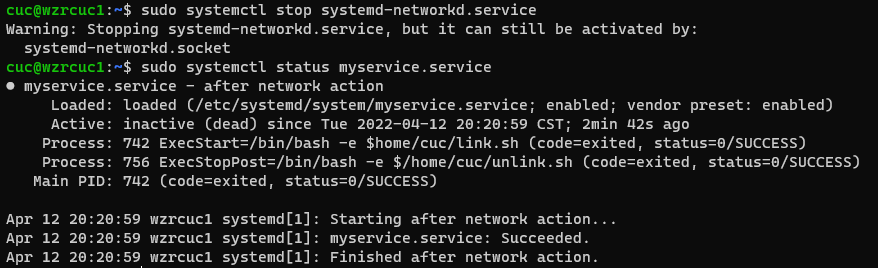 cuc@wzrcuc1:~$ sudo systemctl stop systemd-networkd.service
Warning: Stopping systemd-networkd.service, but it can still be activated by:
  systemd-networkd.socket
cuc@wzrcuc1:~$ sudo systemctl status myservice.service
● myservice.service - after network action
     Loaded: loaded (/etc/systemd/system/myservice.service; enabled; vendor preset: enabled)
     Active: inactive (dead) since Tue 2022-04-12 20:20:59 CST; 2min 42s ago
    Process: 742 ExecStart=/bin/bash -e $home/cuc/link.sh (code=exited, status=0/SUCCESS)
    Process: 756 ExecStopPost=/bin/bash -e $/home/cuc/unlink.sh (code=exited, status=0/SUCCESS)
   Main PID: 742 (code=exited, status=0/SUCCESS)

Apr 12 20:20:59 wzrcuc1 systemd[1]: Starting after network action...
Apr 12 20:20:59 wzrcuc1 systemd[1]: myservice.service: Succeeded.
Apr 12 20:20:59 wzrcuc1 systemd[1]: Finished after network action.